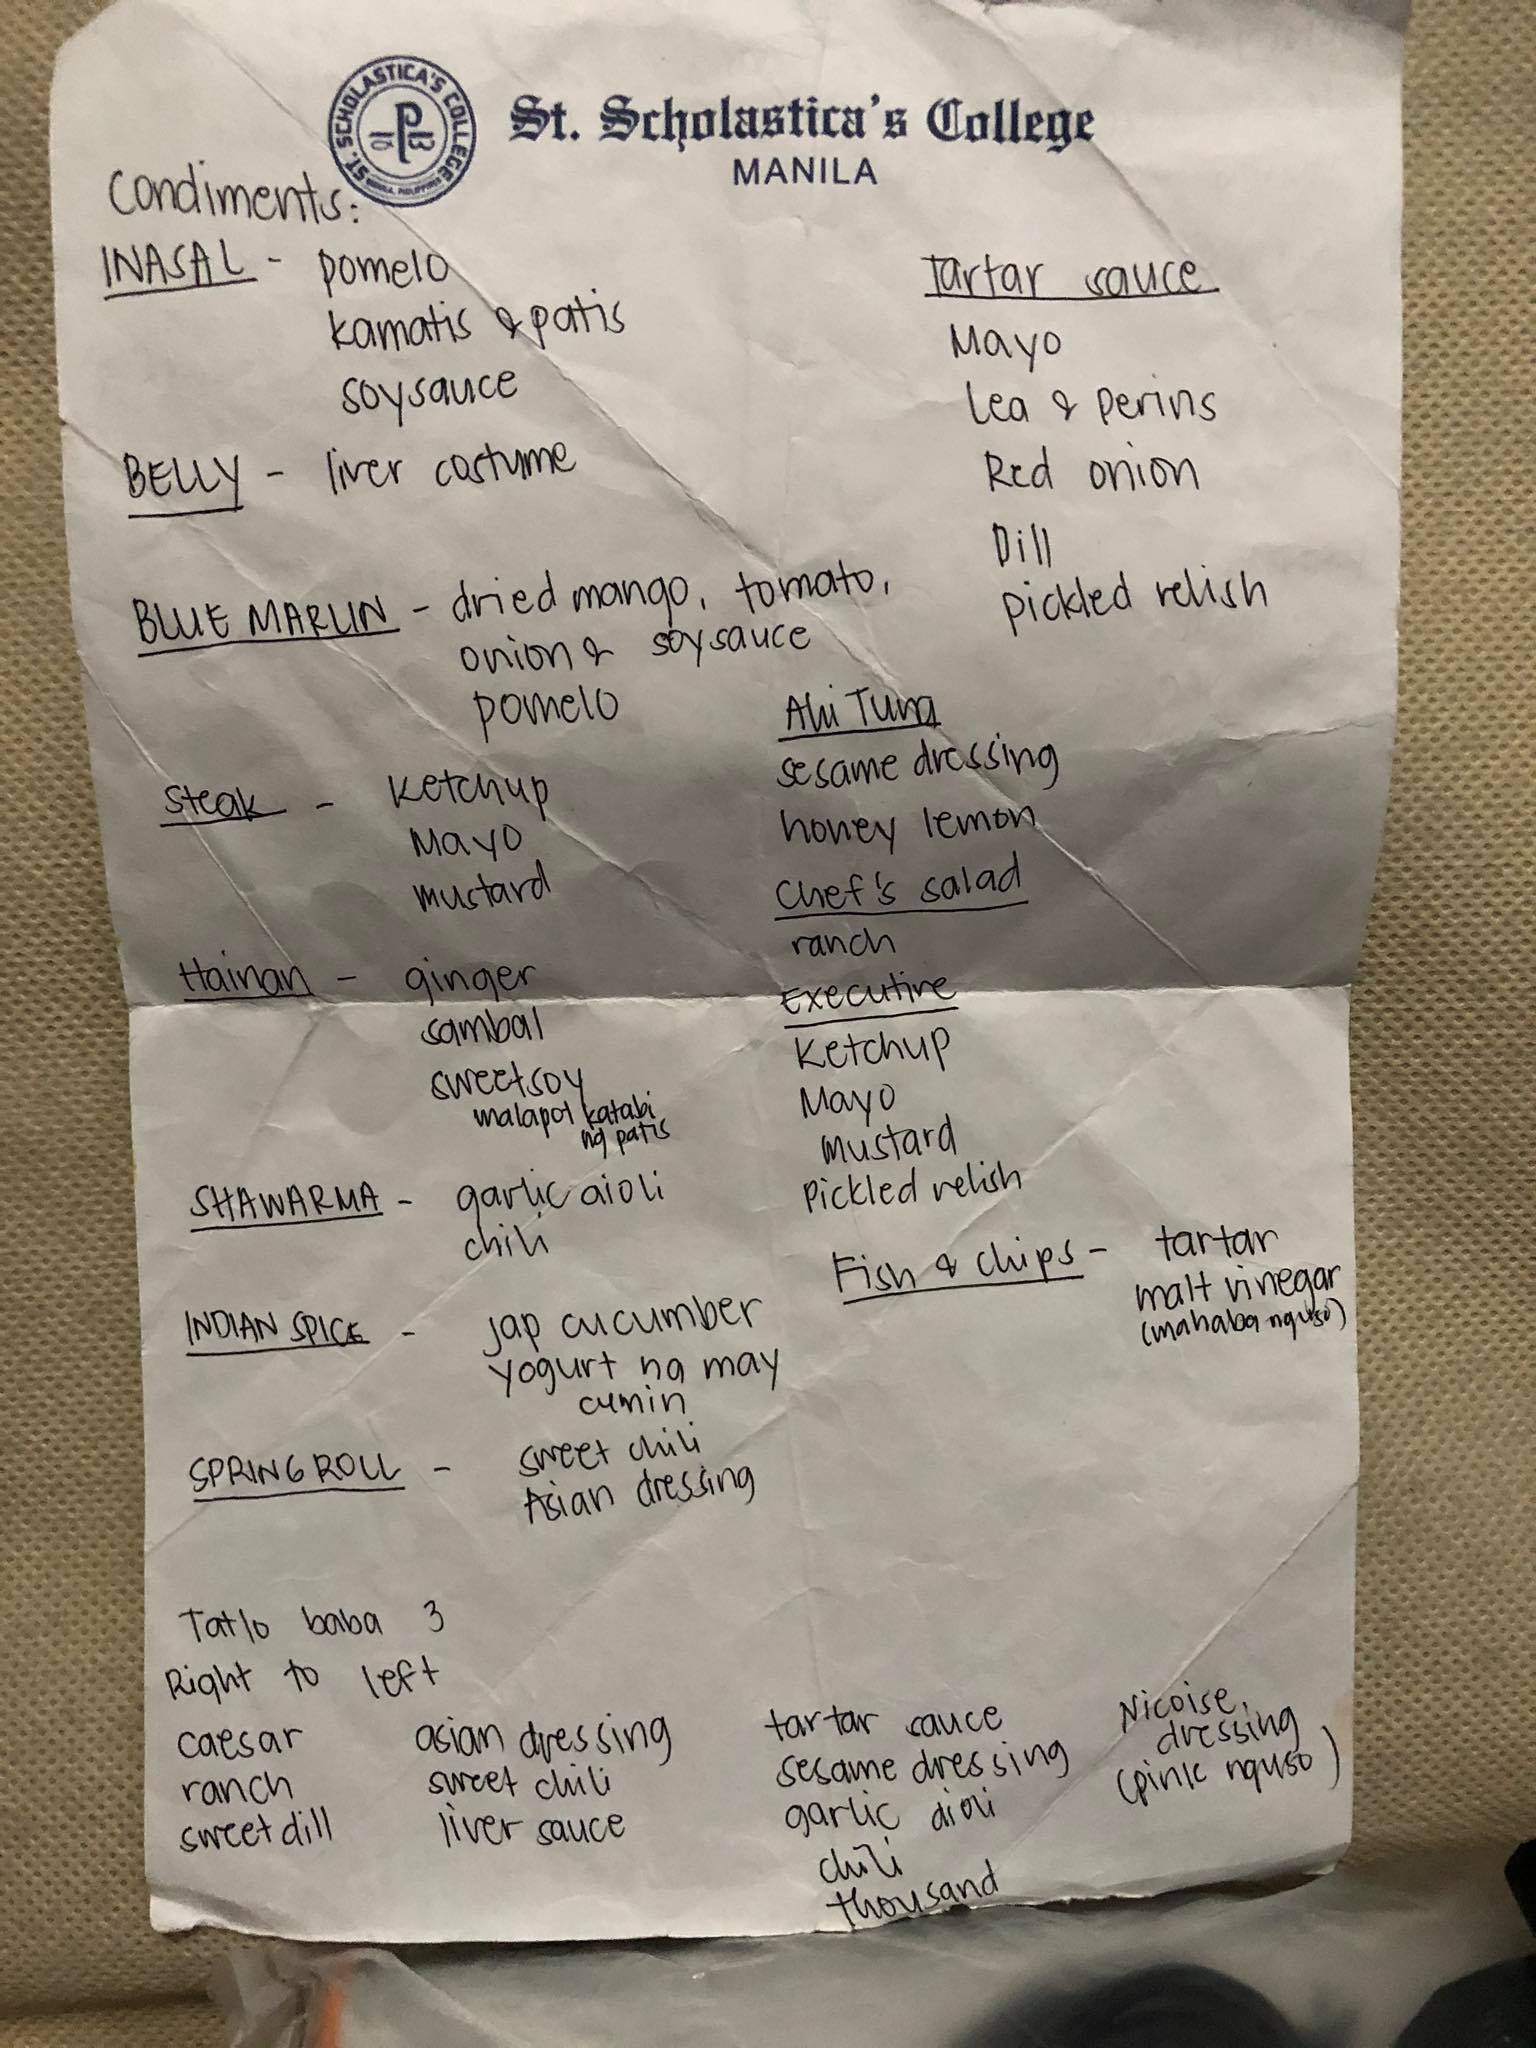 ST. SCHOLASTICA'S COLLEGE
MANILA, PHILIPPINES
St. Scholastica's College
MANILA
Condiments:
INASAL - pomelo
kamatis & patis
soysauce
BELLY - liver costume
BLUE MARLIN - dried mango, tomato,
onion & soysauce
pomelo
Steak - Ketchup
Mayo
mustard
Hainan - ginger
sambal
sweetsoy
malapot katabi
ng patis
SHAWARMA - garlic aioli
chili
INDIAN SPICE - jap cucumber
yogurt na may
cumin
SPRING ROLL - sweet chili
Asian dressing
Tartar sauce
Mayo
Lea & perins
Red onion
Dill
pickled relish
Ahi Tuna
sesame dressing
honey lemon
Chef's salad
ranch
Executive
Ketchup
Mayo
mustard
Pickled relish
Fish & chips - tartar
malt vinegar
(mahaba nguso)
Tatlo baba 3
Right to left
caesar
ranch
sweet dill
asian dressing
sweet chili
liver sauce
tartar sauce
sesame dressing
garlic aioli
chili
thousand
Nicoise
dressing
(pink nguso)